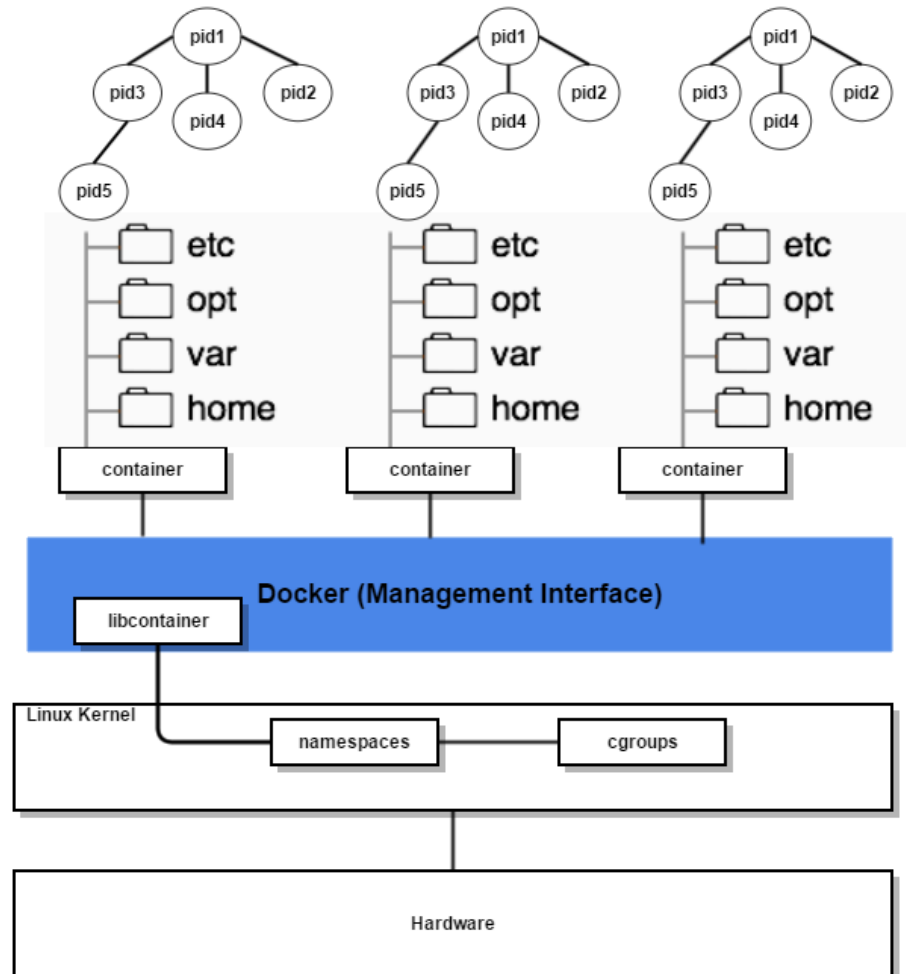 pid1 pid1 pid1
pid3 pid2 pid3 pid2 pid3 pid2
pid4 pid4 pid4
pid5 pid5 pid5
etc etc etc
opt opt opt
var var var
home home home
container container container
Docker (Management Interface)
libcontainer
Linux Kernel
namespaces cgroups
Hardware